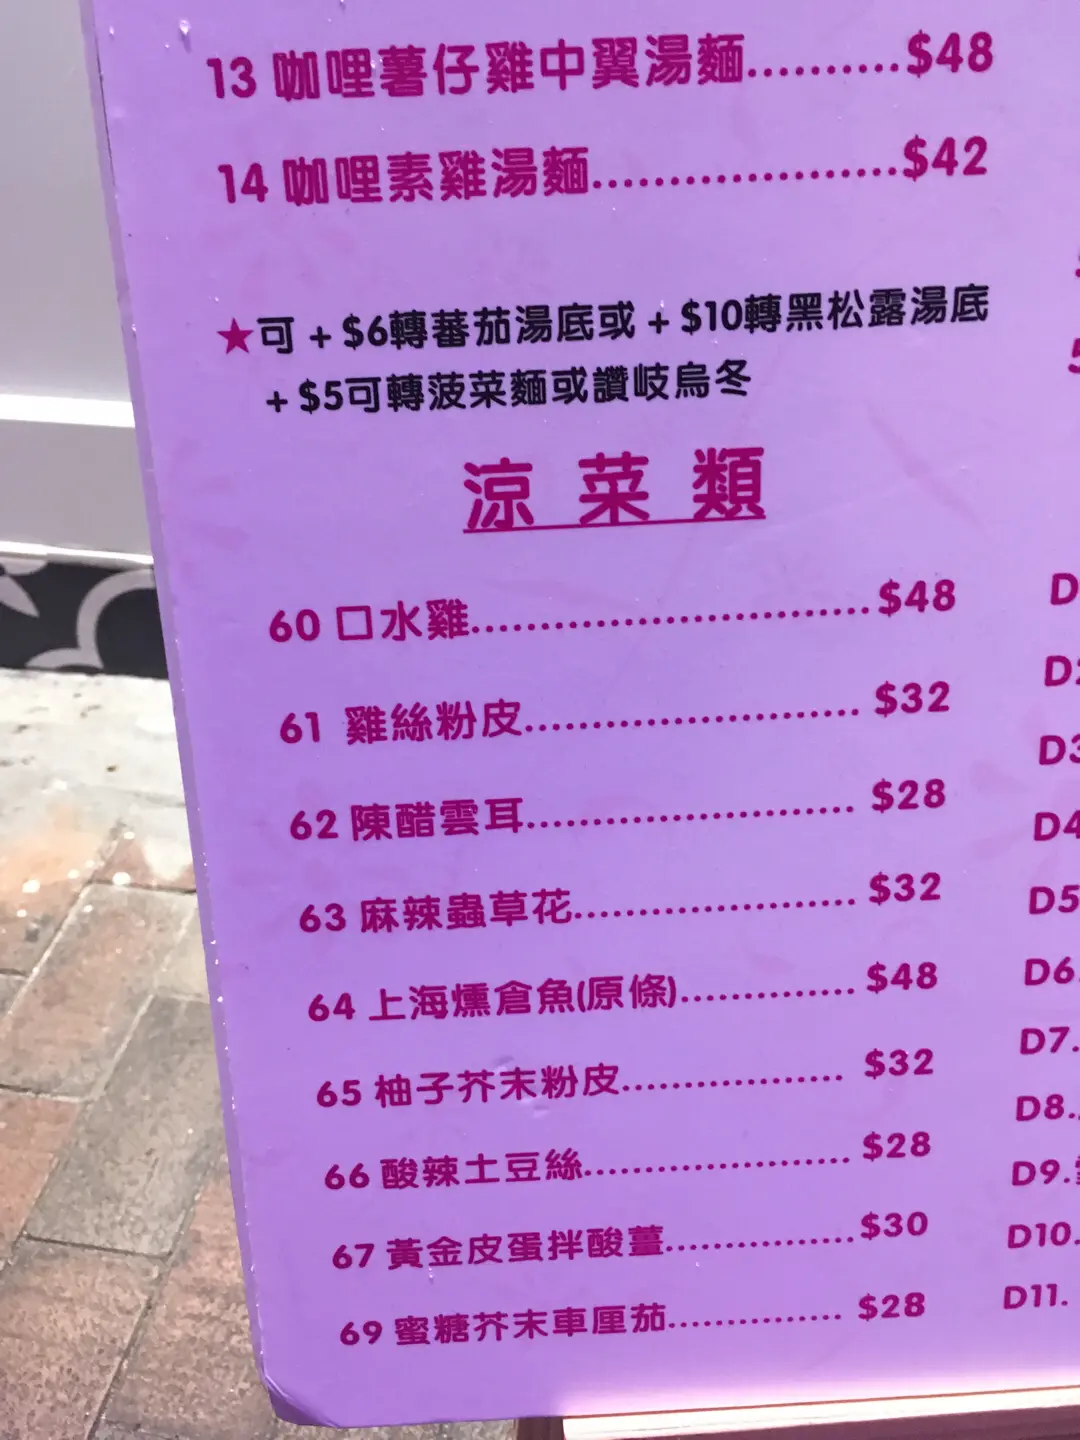 13 咖哩薯仔雞中翼湯麵..........$48
14 咖哩素雞湯麵....................$42
★可 + $6轉蕃茄湯底或 + $10轉黑松露湯底
+ $5可轉菠菜麵或讚岐烏冬
涼 菜 類
60 口水雞..........................$48
61 雞絲粉皮...................... $32
62 陳醋雲耳...................... $28
63 麻辣蟲草花................... $32
64 上海燻倉魚(原條)............ $48
65 柚子芥末粉皮................ $32
66 酸辣土豆絲................... $28
67 黃金皮蛋拌酸薑................$30
69 蜜糖芥末車厘茄............... $28
D
D2
D3
D4
D5
D6
D7.
D8.
D9.
D10.
D11.